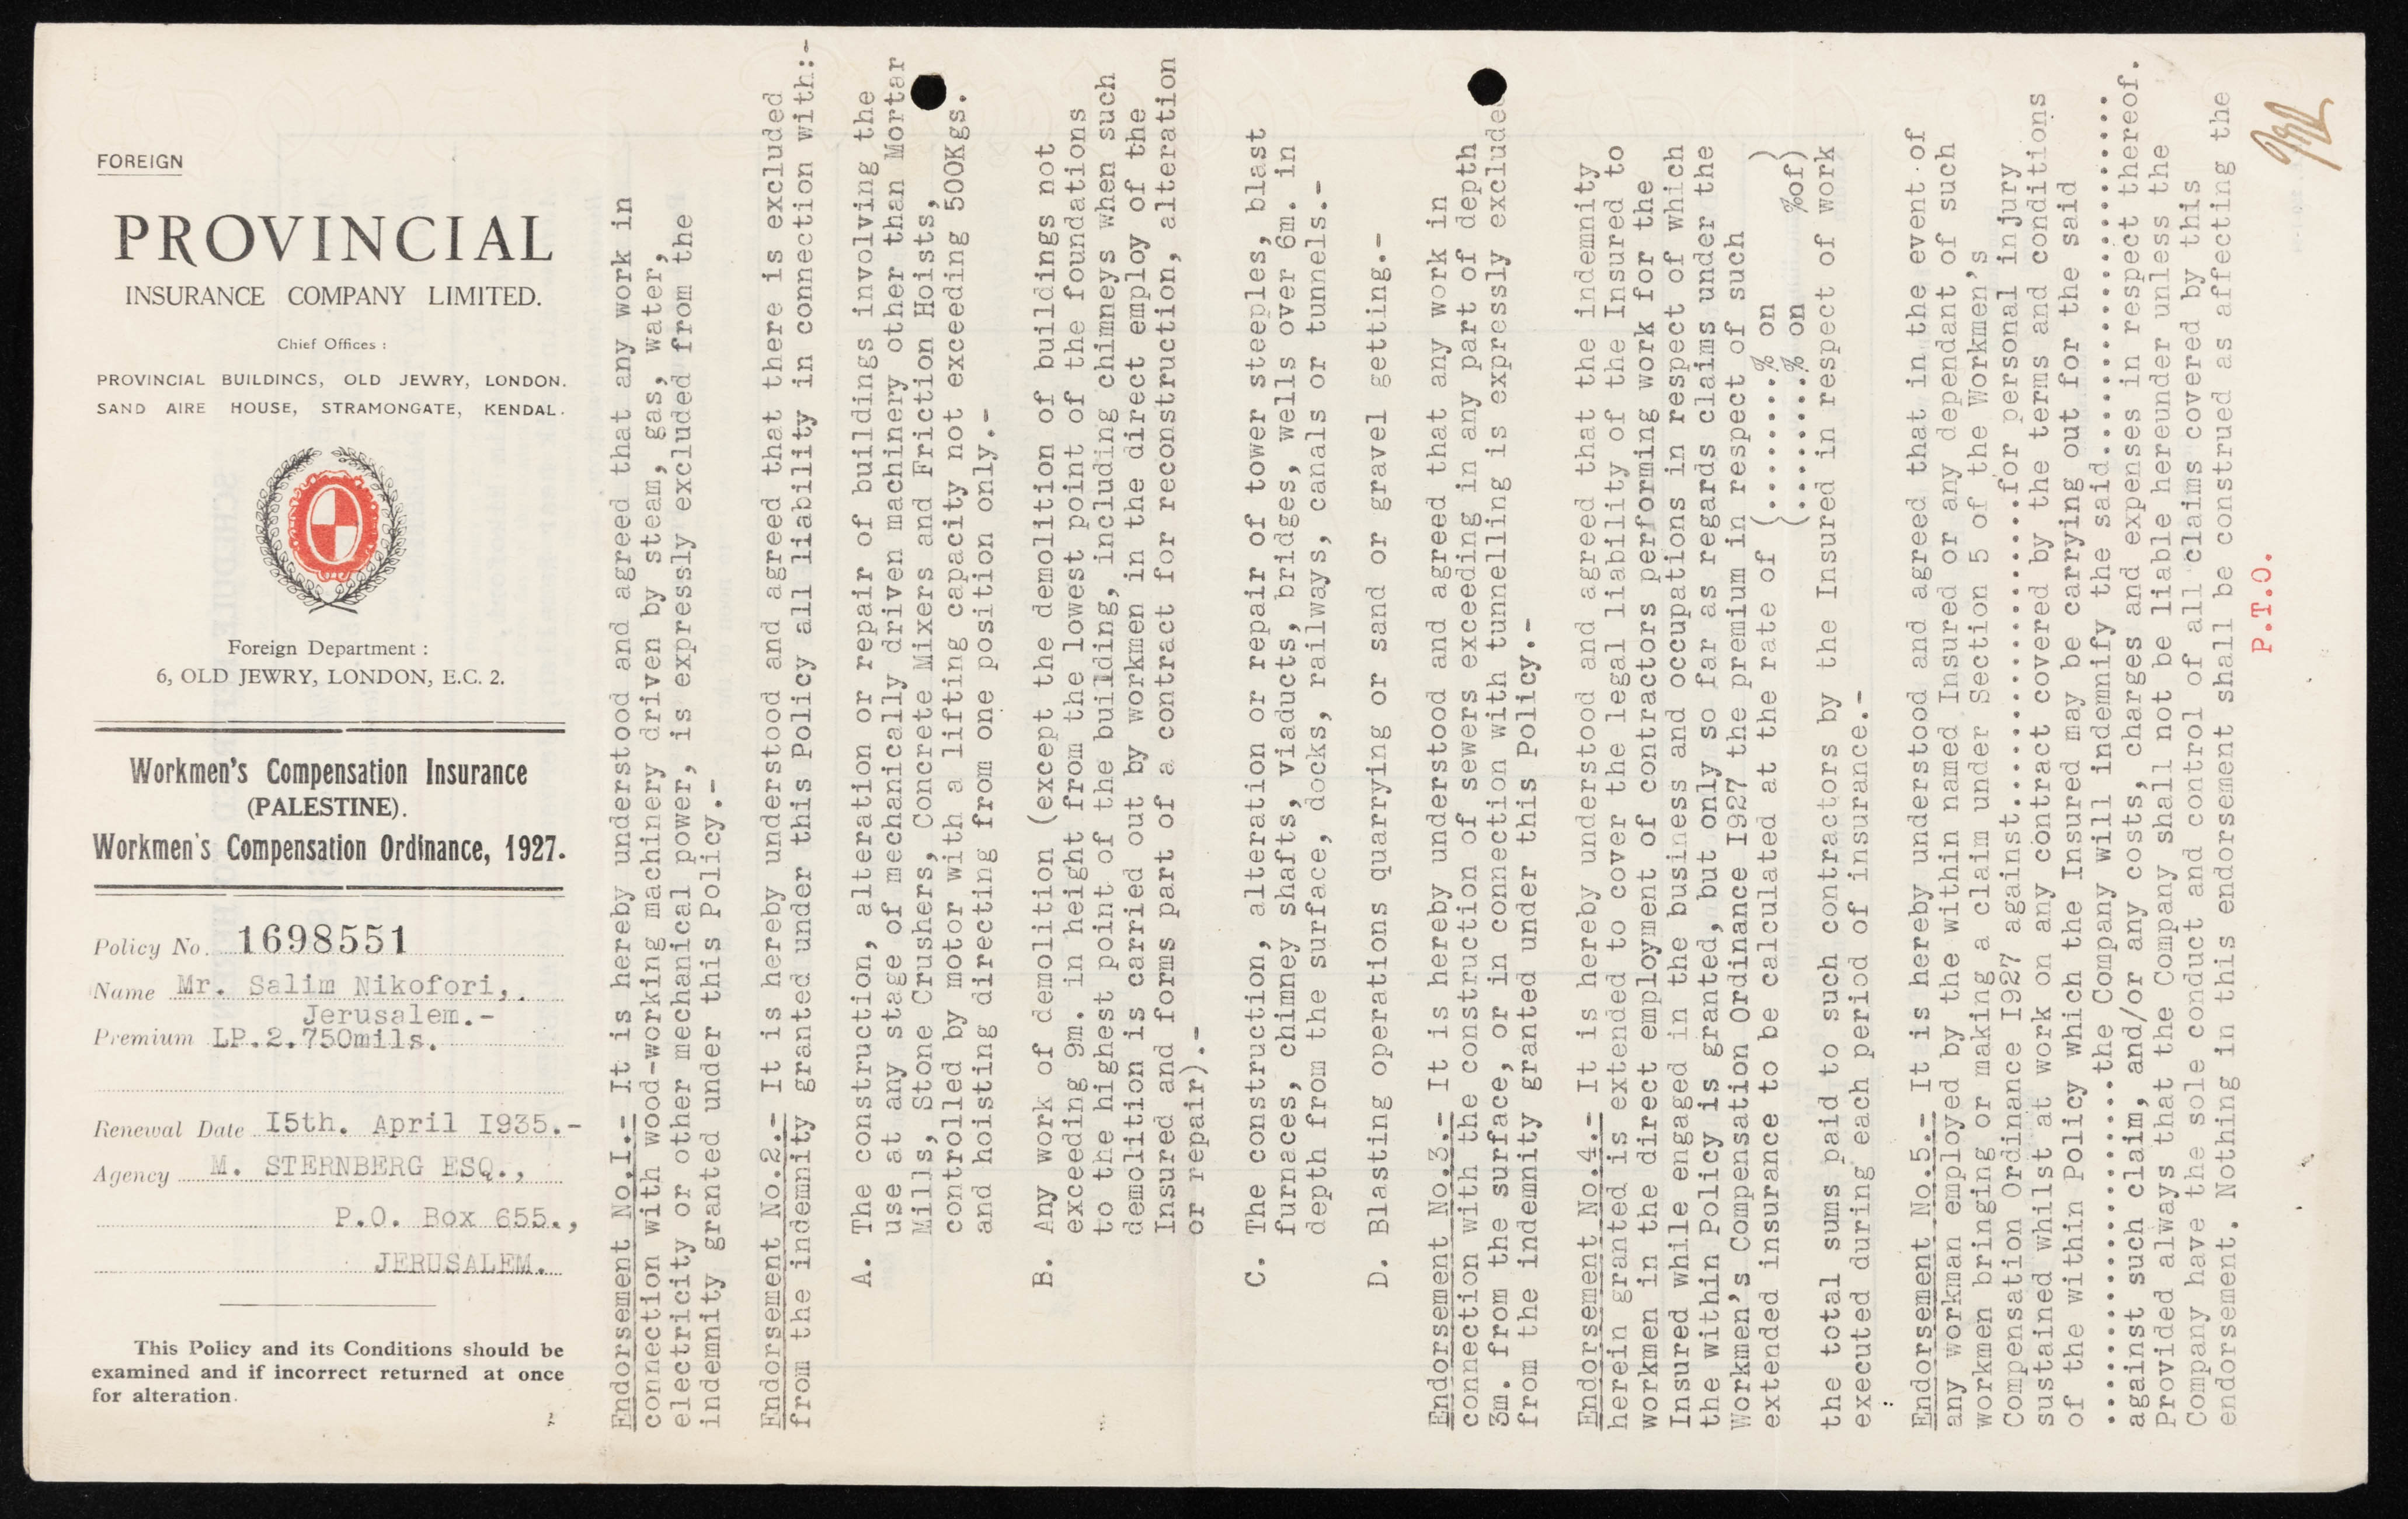 FOREIGN
PROVINCIAL
INSURANCE COMPANY LIMITED.
Chief Offices :
PROVINCIAL BUILDINGS, OLD JEWRY, LONDON.
SAND AIRE HOUSE, STRAMONGATE, KENDAL.
Foreign Department :
6, OLD JEWRY, LONDON, E.C. 2.
Workmen's Compensation Insurance
(PALESTINE).
Workmen's Compensation Ordinance, 1927.
Policy No. 1698551
Name Mr. Salim Nikofori,
Jerusalem.-
Premium LP.2.750mils.
Renewal Date I5th. April I935.-
Agency M. STERNBERG ESQ.,
P.O. Box 655.,
JERUSALEM.
This Policy and its Conditions should be
examined and if incorrect returned at once
for alteration.
Endorsement No.I.- It is hereby understood and agreed that any work in
connection with wood-working machinery driven by steam, gas, water,
electricity or other mechanical power, is expressly excluded from the
indemnity granted under this Policy.-
Endorsement No.2.- It is hereby understood and agreed that there is excluded
from the indemnity granted under this Policy all liability in connection with:-
A. The construction, alteration or repair of buildings involving the
use at any stage of mechanically driven machinery other than Mortar
Mills, Stone Crushers, Concrete Mixers and Friction Hoists,
controlled by motor with a lifting capacity not exceeding 500Kgs.
and hoisting directing from one position only.-
B. Any work of demolition (except the demolition of buildings not
exceeding 9m. in height from the lowest point of the foundations
to the highest point of the building, including chimneys when such
demolition is carried out by workmen in the direct employ of the
Insured and forms part of a contract for reconstruction, alteration
or repair).-
C. The construction, alteration or repair of tower steeples, blast
furnaces, chimney shafts, viaducts, bridges, wells over 6m. in
depth from the surface, docks, railways, canals or tunnels.-
D. Blasting operations quarrying or sand or gravel getting.-
Endorsement No.3.- It is hereby understood and agreed that any work in
connection with the construction of sewers exceeding in any part of depth
3m. from the surface, or in connection with tunnelling is expressly excluded
from the indemnity granted under this Policy.-
Endorsement No.4.- It is hereby understood and agreed that the indemnity
herein granted is extended to cover the legal liability of the Insured to
workmen in the direct employment of contractors performing work for the
Insured while engaged in the business and occupations in respect of which
the within Policy is granted, but only so far as regards claims under the
Workmen's Compensation Ordinance I927 the premium in respect of such
extended insurance to be calculated at the rate of (.........% on )
(.........% on %of)
the total sums paid to such contractors by the Insured in respect of work
executed during each period of insurance.-
Endorsement No.5.- It is hereby understood and agreed that in the event of
any workman employed by the within named Insured or any dependant of such
workmen bringing or making a claim under Section 5 of the Workmen's
Compensation Ordinance I927 against..........................for personal injury
sustained whilst at work on any contract covered by the terms and conditions
of the within Policy which the Insured may be carrying out for the said
..........................the Company will indemnify the said..........................
against such claim, and/or any costs, charges and expenses in respect thereof.
Provided always that the Company shall not be liable hereunder unless the
Company have the sole conduct and control of all claims covered by this
endorsement. Nothing in this endorsement shall be construed as affecting the
P.T.O.